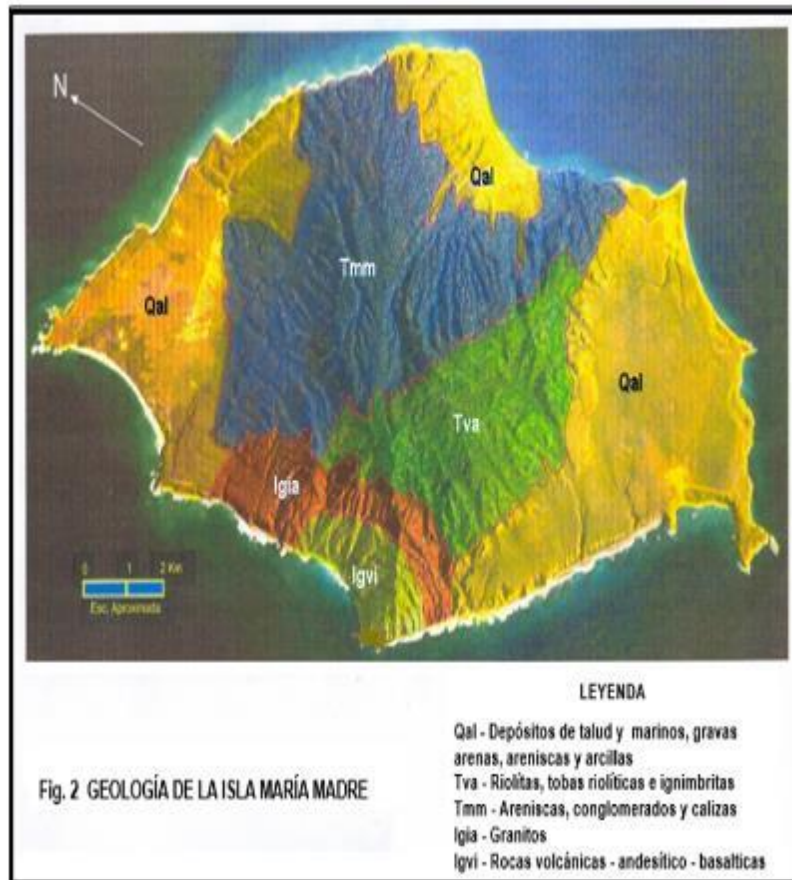 N
Qal
Tmm
Qal
Qal
Tva
Igia
Igvi
0 1 2 Km
Esc. Aproximada
LEYENDA
Qal - Depósitos de talud y marinos, gravas
arenas, areniscas y arcillas
Tva - Riolítas, tobas riolíticas e ignimbritas
Tmm - Areniscas, conglomerados y calizas
Igia - Granitos
Igvi - Rocas volcánicas - andesítico - basalticas
Fig. 2 GEOLOGÍA DE LA ISLA MARÍA MADRE